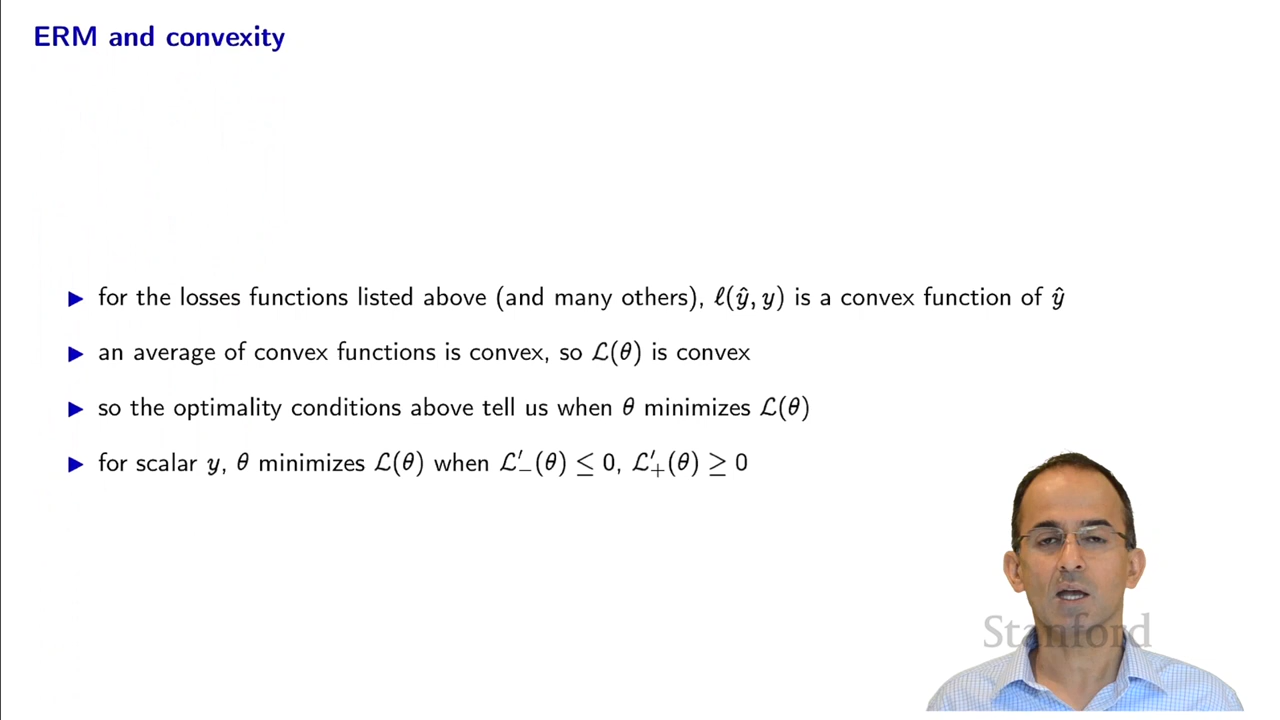 ERM and convexity
▶ for the losses functions listed above (and many others), ℓ(ŷ, y) is a convex function of ŷ
▶ an average of convex functions is convex, so ℒ(θ) is convex
▶ so the optimality conditions above tell us when θ minimizes ℒ(θ)
▶ for scalar y, θ minimizes ℒ(θ) when ℒ′₋(θ) ≤ 0, ℒ′₊(θ) ≥ 0
Stanford